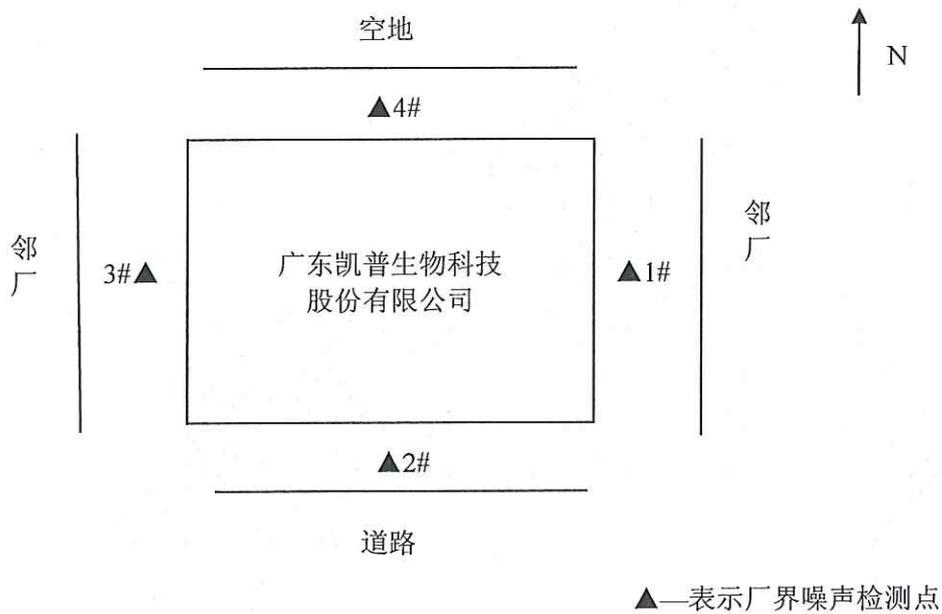 空地
N
▲4#
邻厂
3#▲
广东凯普生物科技
股份有限公司
▲1#
邻厂
▲2#
道路
▲—表示厂界噪声检测点